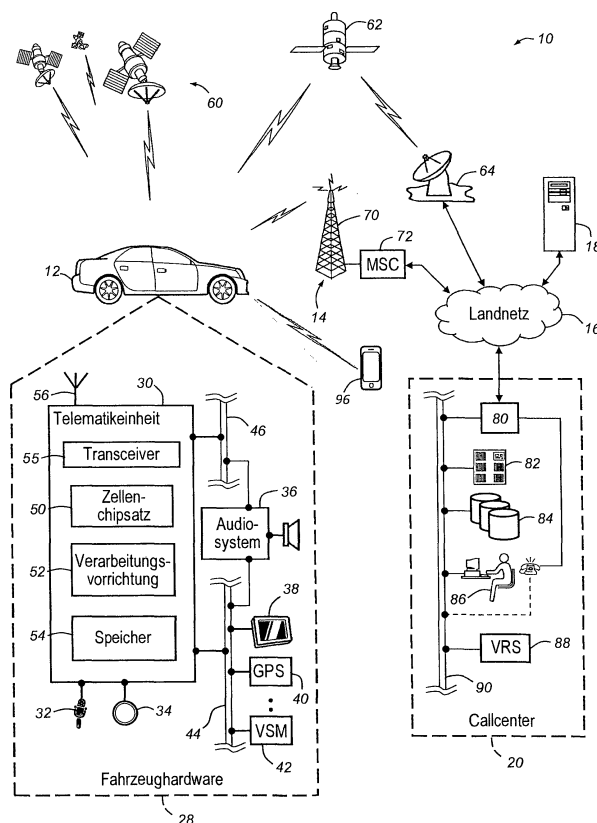 10
62
60
64
18
70
72
MSC
12
14
Landnetz
16
96
56
30
Telematikeinheit
46
55
Transceiver
36
50
Zellen-
chipsatz
Audio-
system
52
Verarbeitungs-
vorrichtung
38
54
Speicher
GPS
40
32
34
44
VSM
42
Fahrzeughardware
28
80
82
84
86
VRS
88
90
Callcenter
20